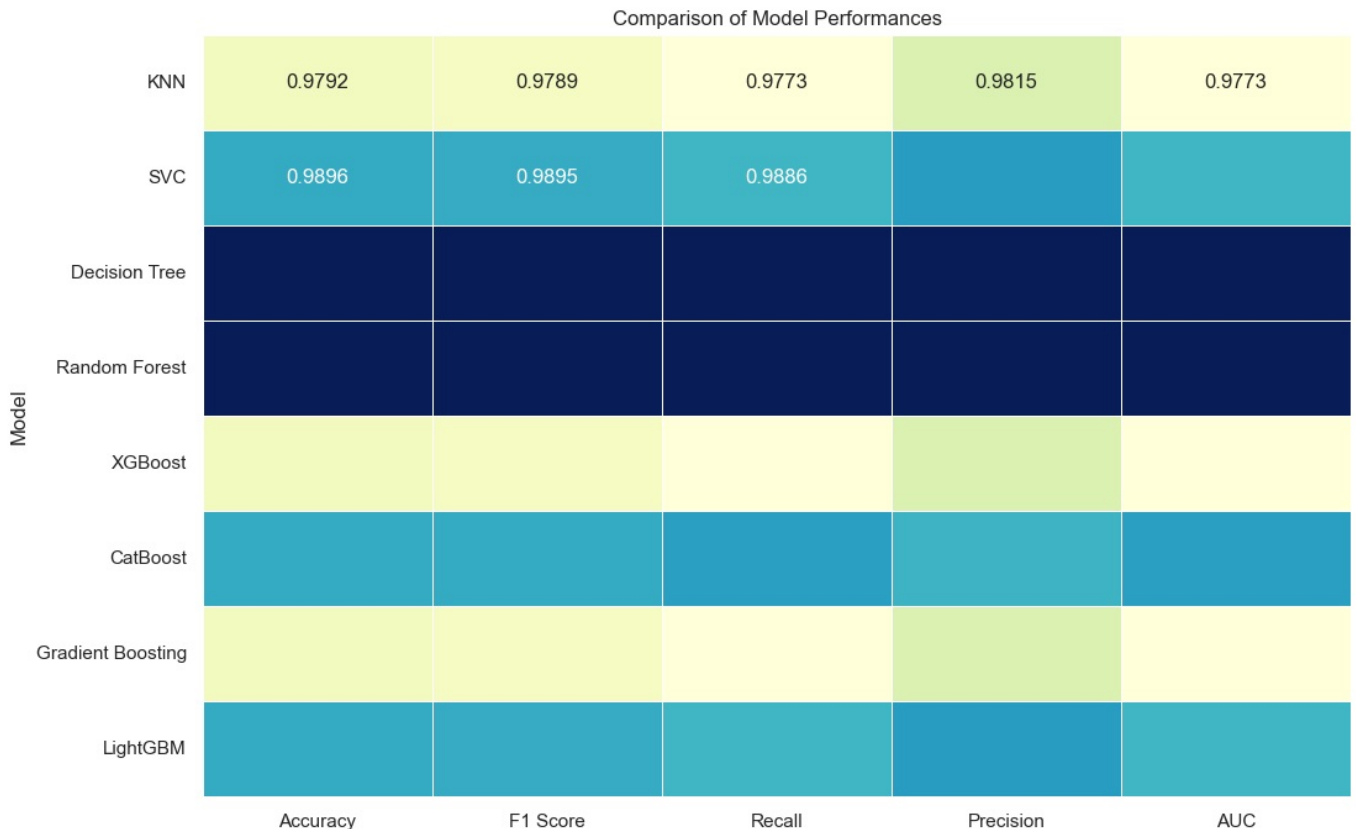 Comparison of Model Performances
KNN 0.9792 0.9789 0.9773 0.9815 0.9773
SVC 0.9896 0.9895 0.9886
Decision Tree
Random Forest
Model
XGBoost
CatBoost
Gradient Boosting
LightGBM
Accuracy F1 Score Recall Precision AUC